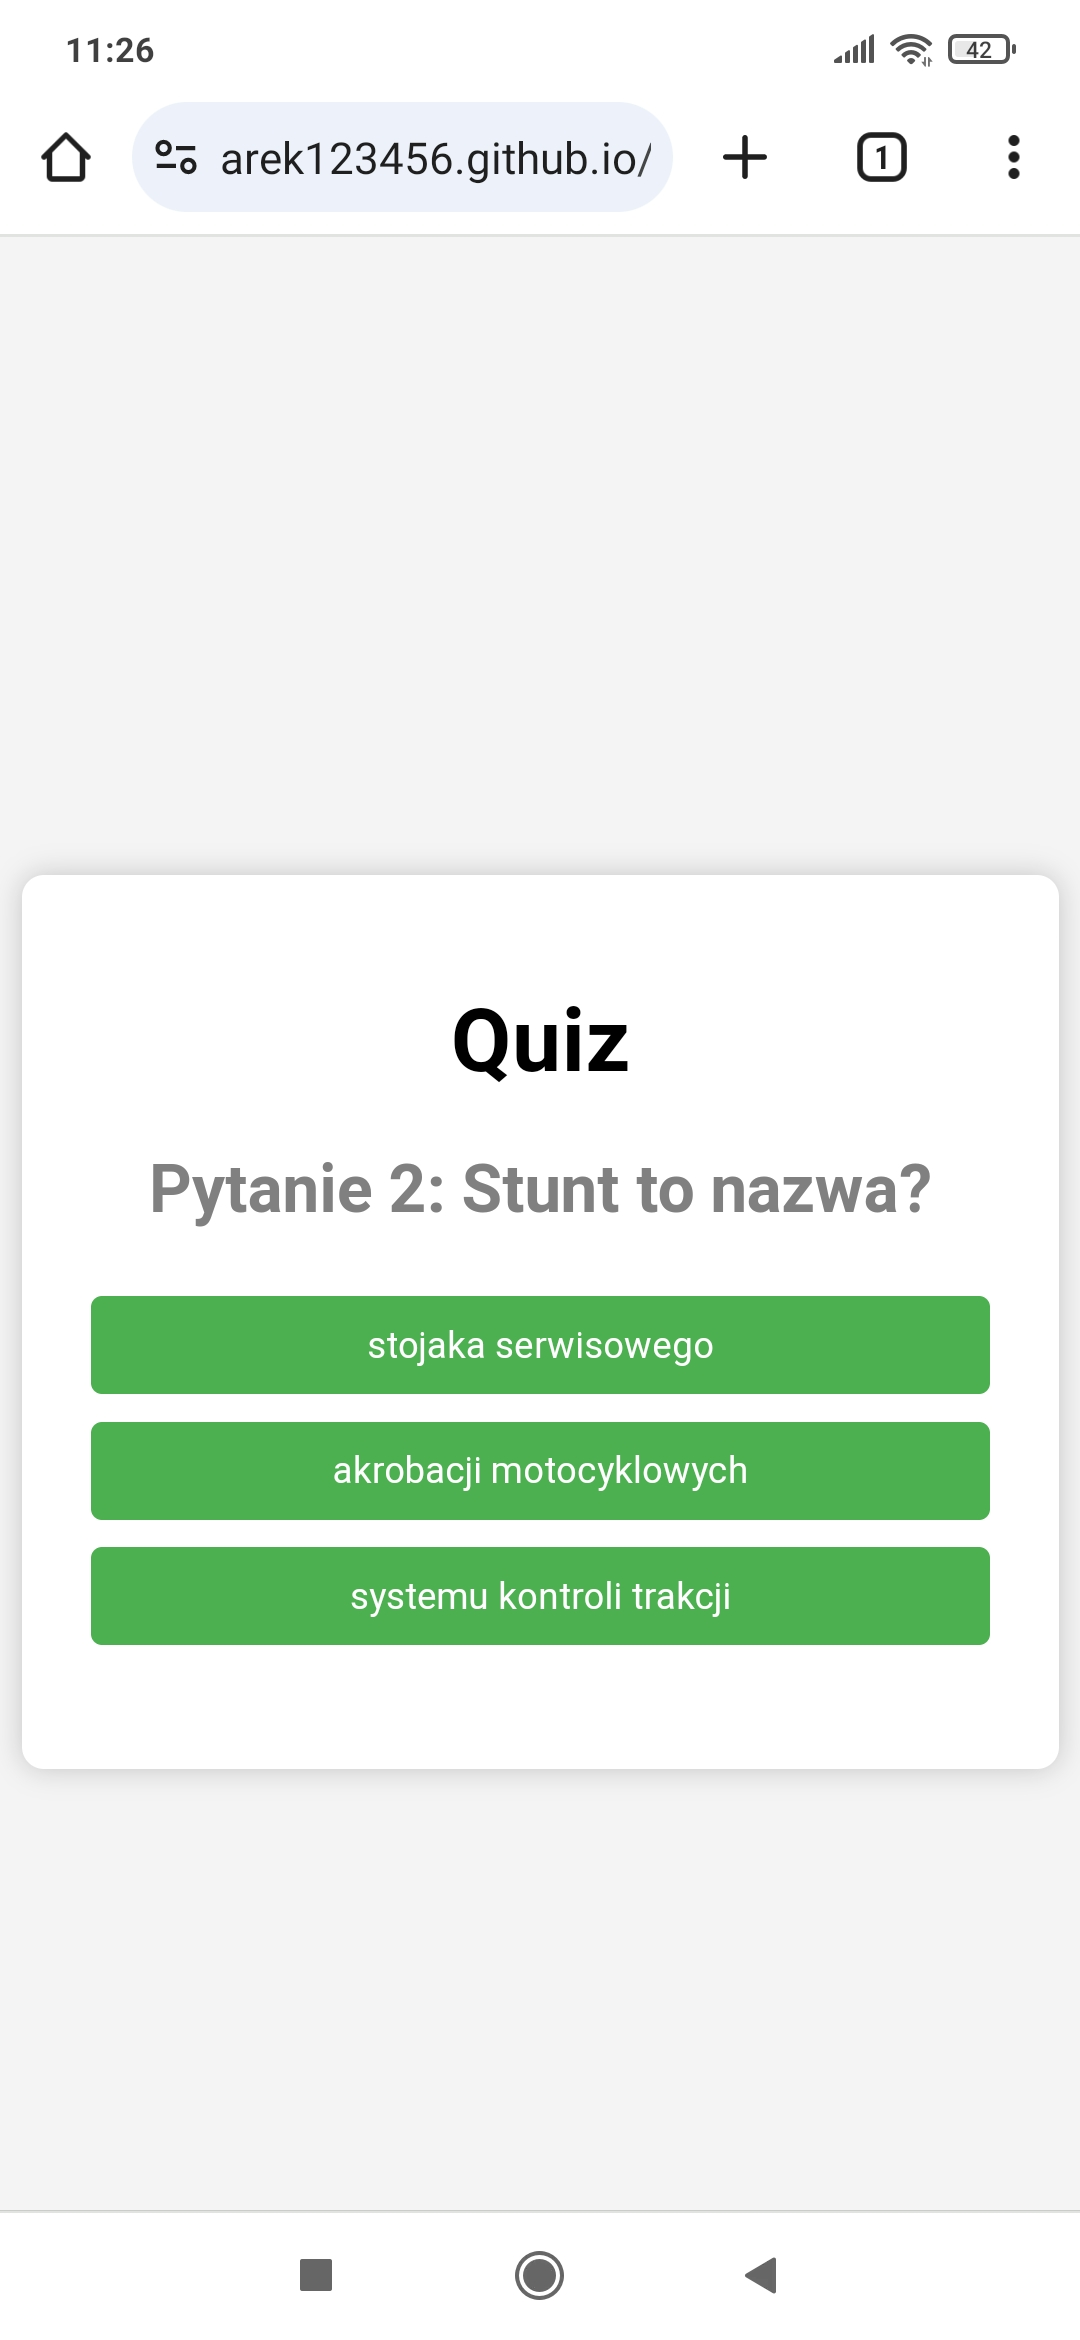 11:26
42
arek123456.github.io/
1
Quiz
Pytanie 2: Stunt to nazwa?
stojaka serwisowego
akrobacji motocyklowych
systemu kontroli trakcji